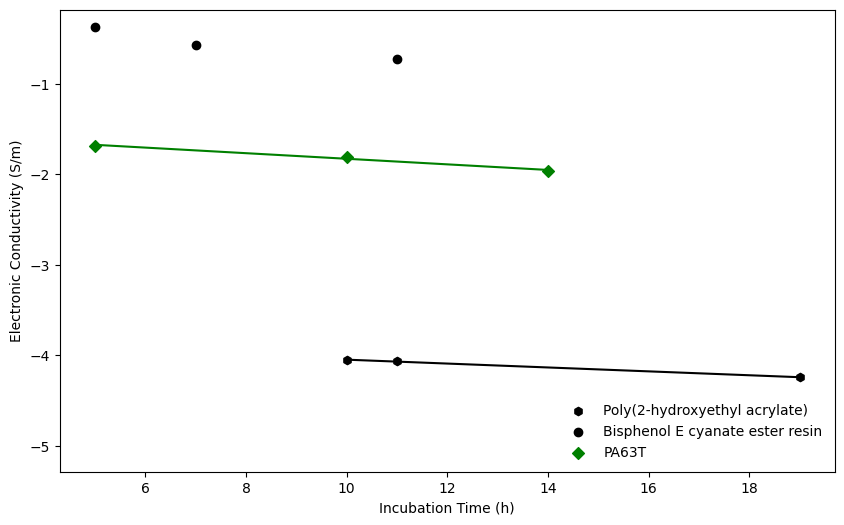 Electronic Conductivity (S/m)
−1
−2
−3
−4
−5
Poly(2-hydroxyethyl acrylate)
Bisphenol E cyanate ester resin
PA63T
6
8
10
12
14
16
18
Incubation Time (h)